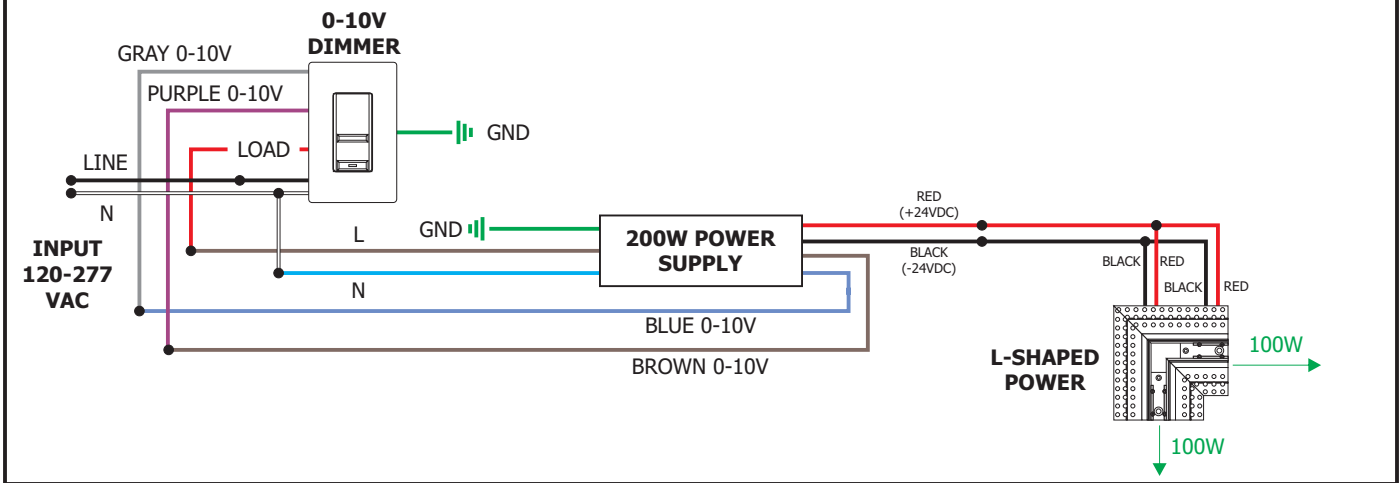 0-10V
DIMMER
GRAY 0-10V
PURPLE 0-10V
LOAD
GND
LINE
N
INPUT
120-277
VAC
L
GND
N
200W POWER
SUPPLY
RED
(+24VDC)
BLACK
(-24VDC)
BLACK
RED
BLACK
RED
BLUE 0-10V
BROWN 0-10V
L-SHAPED
POWER
100W
100W